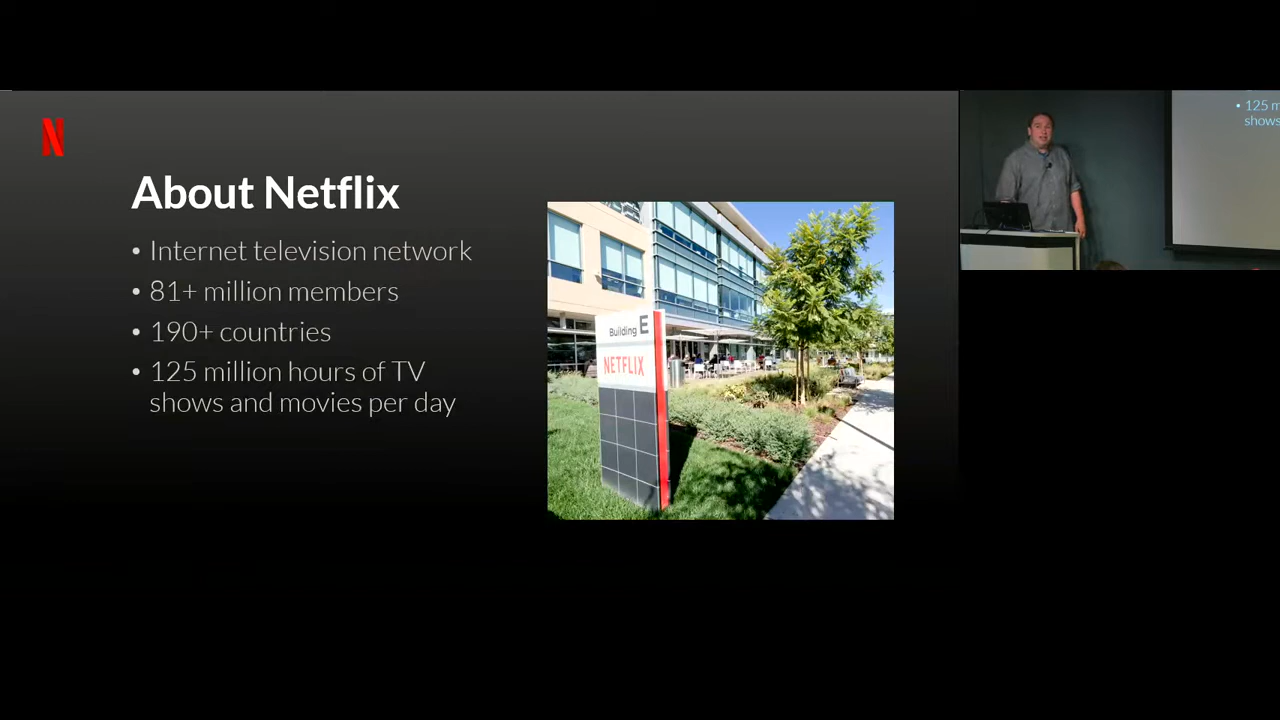 N
About Netflix
• Internet television network
• 81+ million members
• 190+ countries
• 125 million hours of TV
shows and movies per day
Building E
NETFLIX
• 125 m
shows